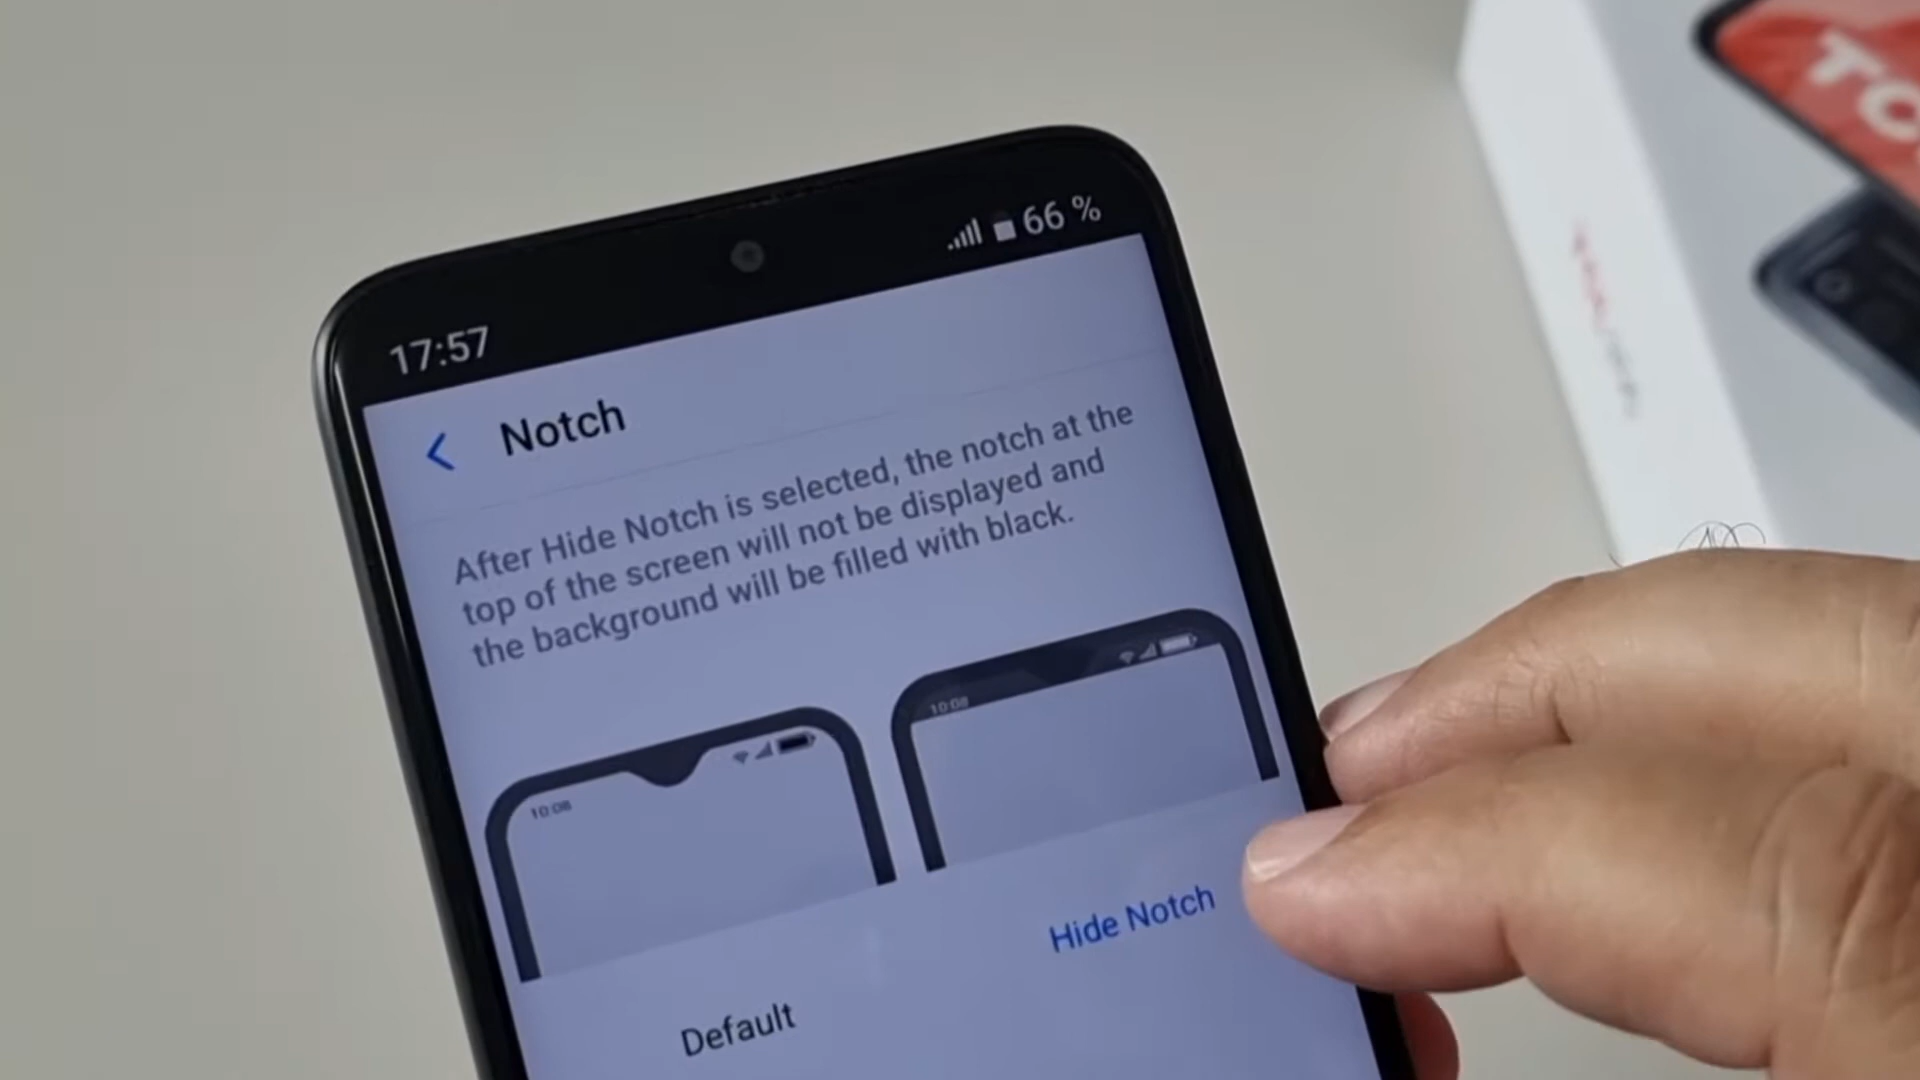 17:57
66 %
Notch
After Hide Notch is selected, the notch at the
top of the screen will not be displayed and
the background will be filled with black.
10:08
10:08
Default
Hide Notch